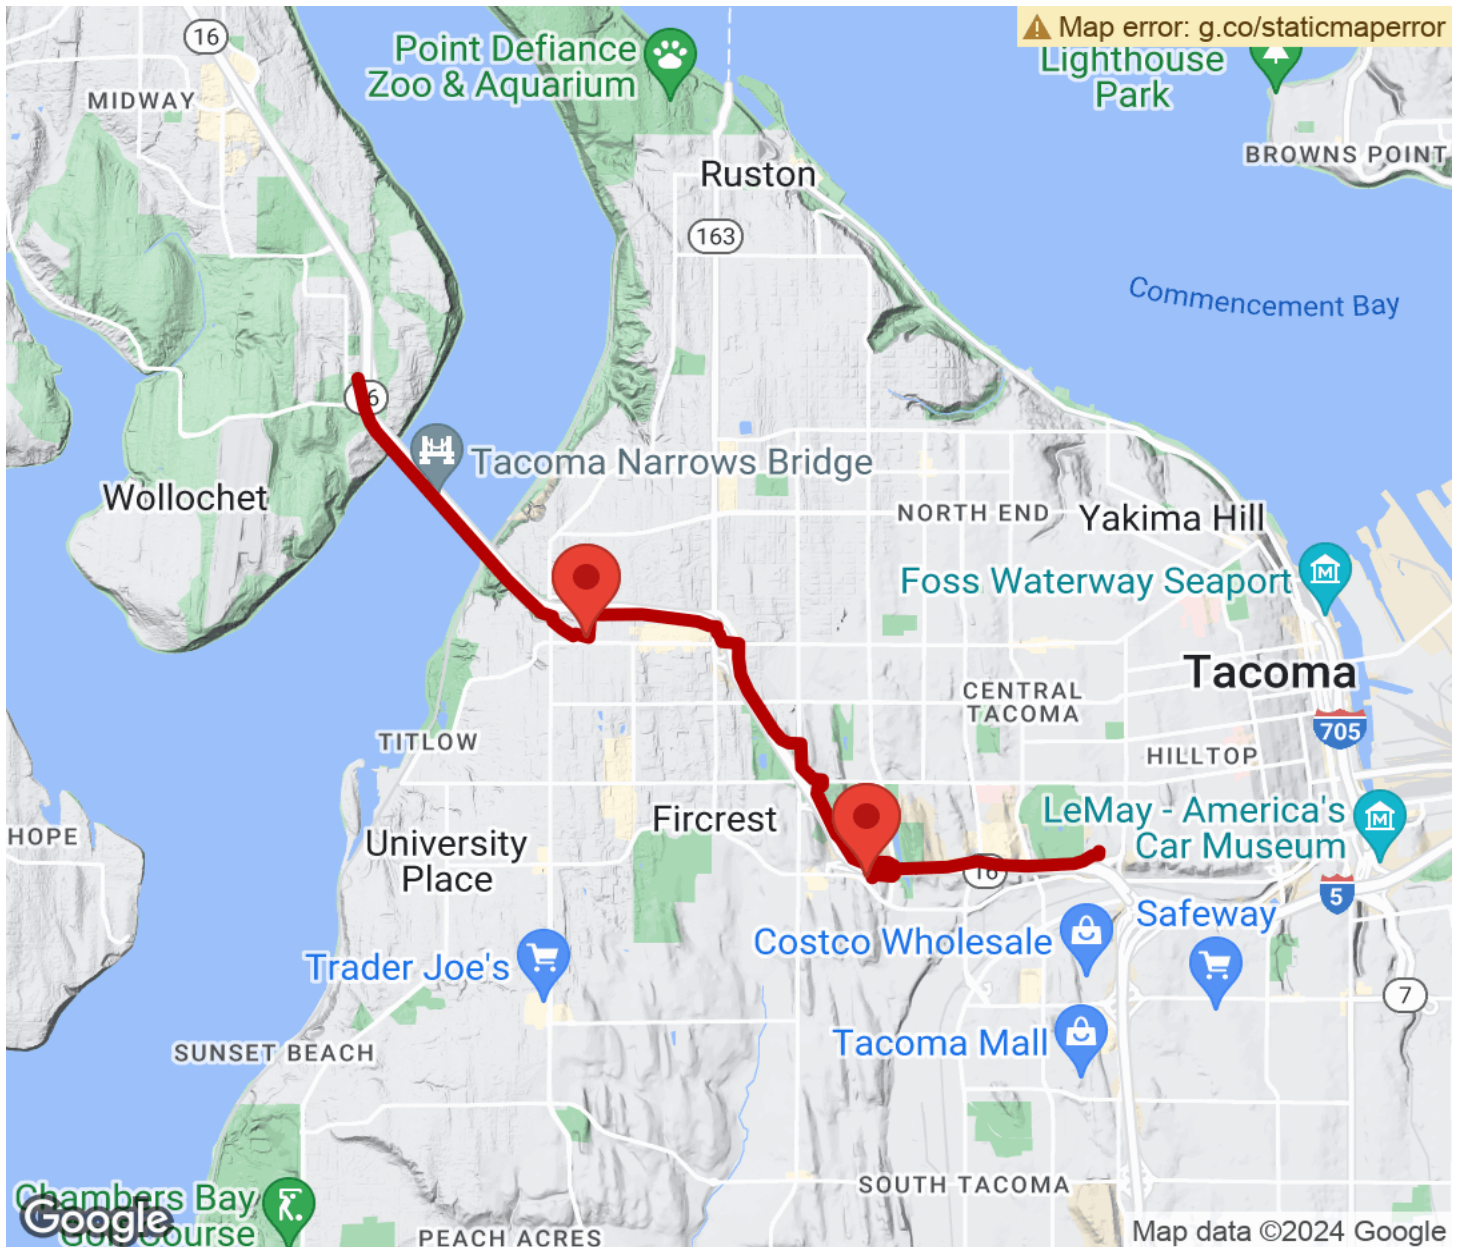 16
Map error: g.co/staticmaperror
Point Defiance
Zoo & Aquarium
Lighthouse
Park
MIDWAY
BROWNS POINT
Ruston
163
Commencement Bay
16
Tacoma Narrows Bridge
Wollochet
NORTH END
Yakima Hill
Foss Waterway Seaport
Tacoma
CENTRAL
TACOMA
705
TITLOW
HILLTOP
LeMay - America's
Car Museum
HOPE
Fircrest
University
Place
16
5
Safeway
Costco Wholesale
Trader Joe's
7
Tacoma Mall
SUNSET BEACH
SOUTH TACOMA
Chambers Bay
Golf Course
Google
PEACH ACRES
Map data ©2024 Google